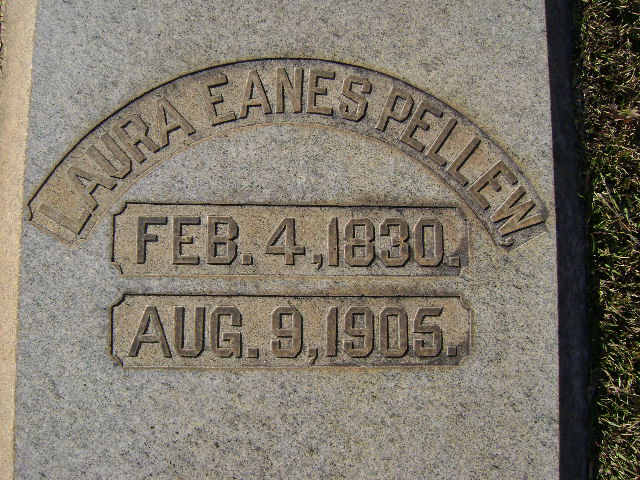 LAURA EANES PELLEW.
FEB. 4, 1830.
AUG. 9, 1905.